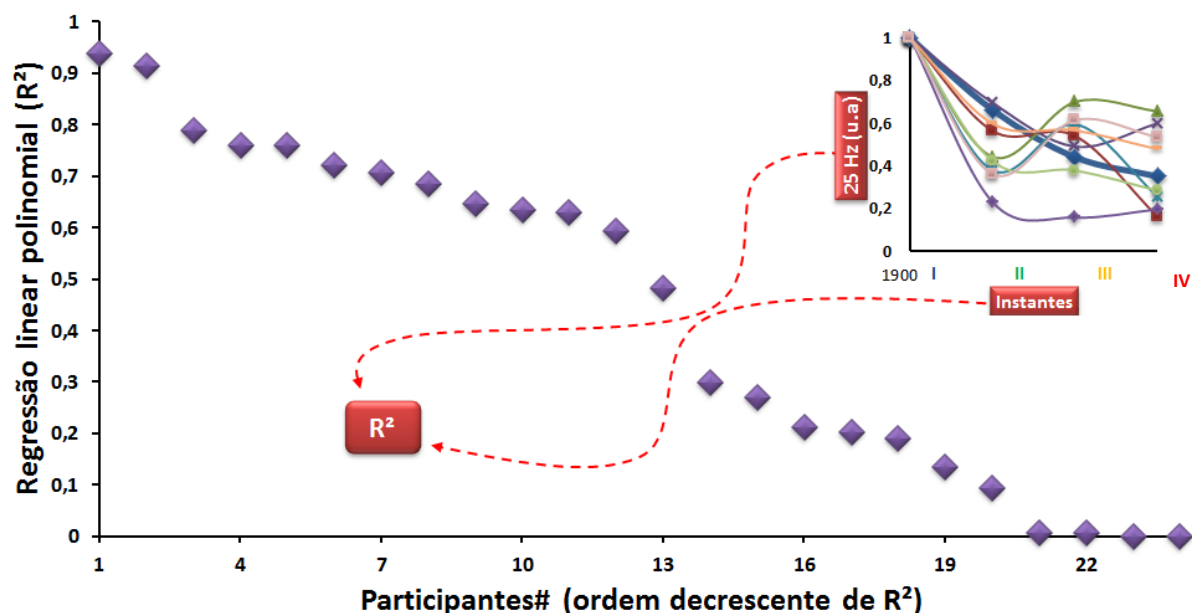 Regressão linear polinomial (R²)
1
0,9
0,8
0,7
0,6
0,5
0,4
0,3
0,2
0,1
0
1 4 7 10 13 16 19 22
Participantes# (ordem decrescente de R²)
R²
25 Hz (u.a)
1
0,8
0,6
0,4
0,2
0
1900 I II III IV
Instantes